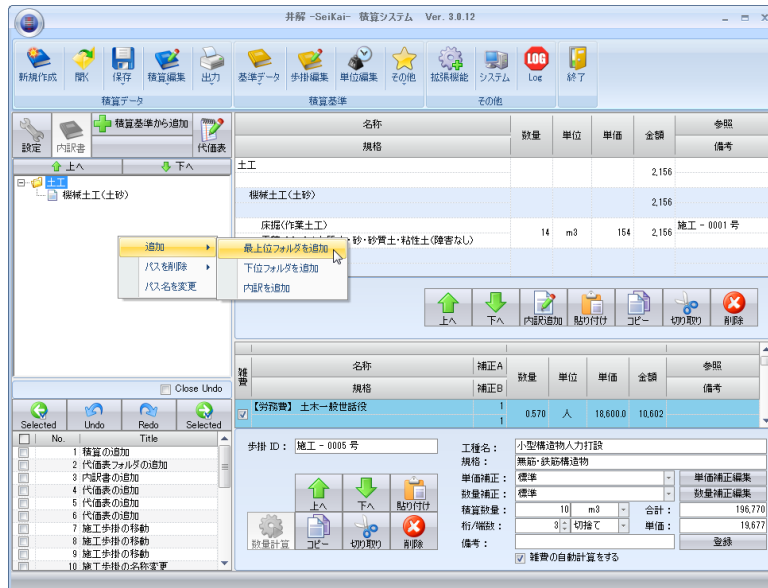 井解 -SeiKai- 積算システム Ver. 3.0.12
新規作成 開く 保存 積算編集 出力
積算データ
基準データ 歩掛編集 単位編集 その他
積算基準
拡張機能 システム LOG Log 終了
その他
設定 内訳書 積算基準から追加 代価表
上へ 下へ
土工
機械土工(土砂)
追加
パスを削除
パス名を変更
最上位フォルダを追加
下位フォルダを追加
内訳を追加
名称 数量 単位 単価 金額 参照
規格 備考
土工 2,156
機械土工(土砂) 2,156
床掘(作業土工) 14 m3 154 2,156 施工 - 0001 号
・砂・砂質土・粘性土(障害なし)
上へ 下へ 内訳追加 貼り付け コピー 切り取り 削除
雑費 名称 補正A 数量 単位 単価 金額 参照
規格 補正B 備考
【労務費】 土木一般世話役 1 0.570 人 18,600.0 10,602
1
Close Undo
Selected Undo Redo Selected
No. Title
1 積算の追加
2 代価表フォルダの追加
3 内訳書の追加
4 代価表の追加
5 代価表の追加
6 代価表の追加
7 施工歩掛の移動
8 施工歩掛の移動
9 施工歩掛の移動
10 施工歩掛の名称変更
歩掛 ID： 施工 - 0005 号
上へ 下へ 貼り付け
数量計算 コピー 切り取り 削除
工種名： 小型構造物人力打設
規格： 無筋・鉄筋構造物
単価補正： 標準 単価補正編集
数量補正： 標準 数量補正編集
積算数量： 10 m3 合計： 196,770
桁/端数： 3 切捨て 単価： 19,677
備考： 登録
雑費の自動計算をする